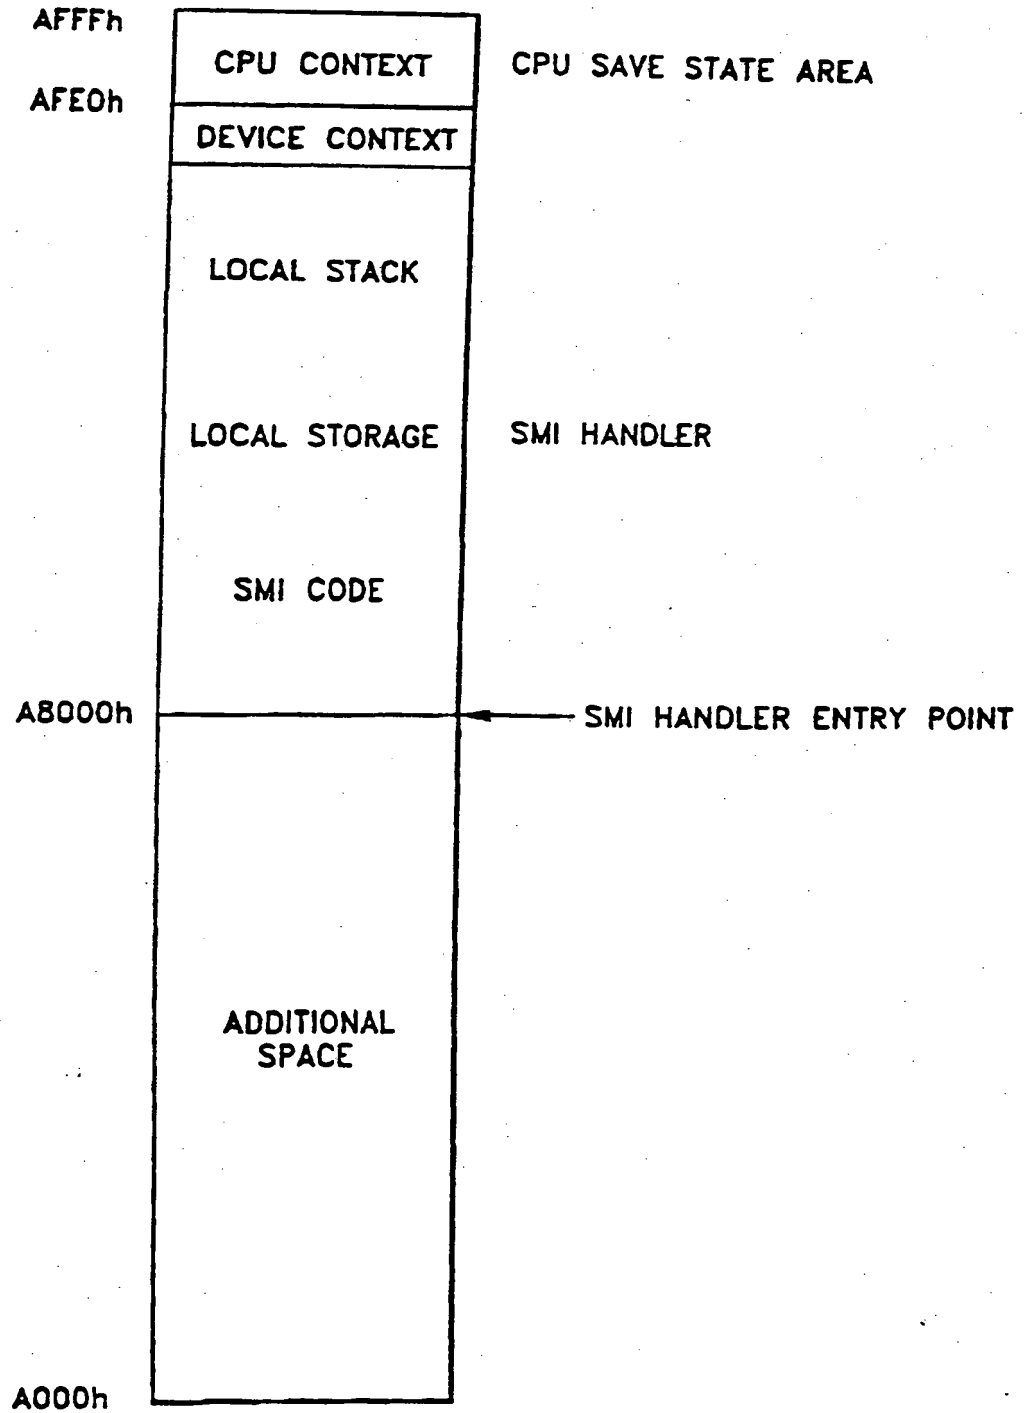 AFFFh
CPU CONTEXT
CPU SAVE STATE AREA
AFE0h
DEVICE CONTEXT
LOCAL STACK
LOCAL STORAGE
SMI HANDLER
SMI CODE
A8000h
SMI HANDLER ENTRY POINT
ADDITIONAL
SPACE
A000h